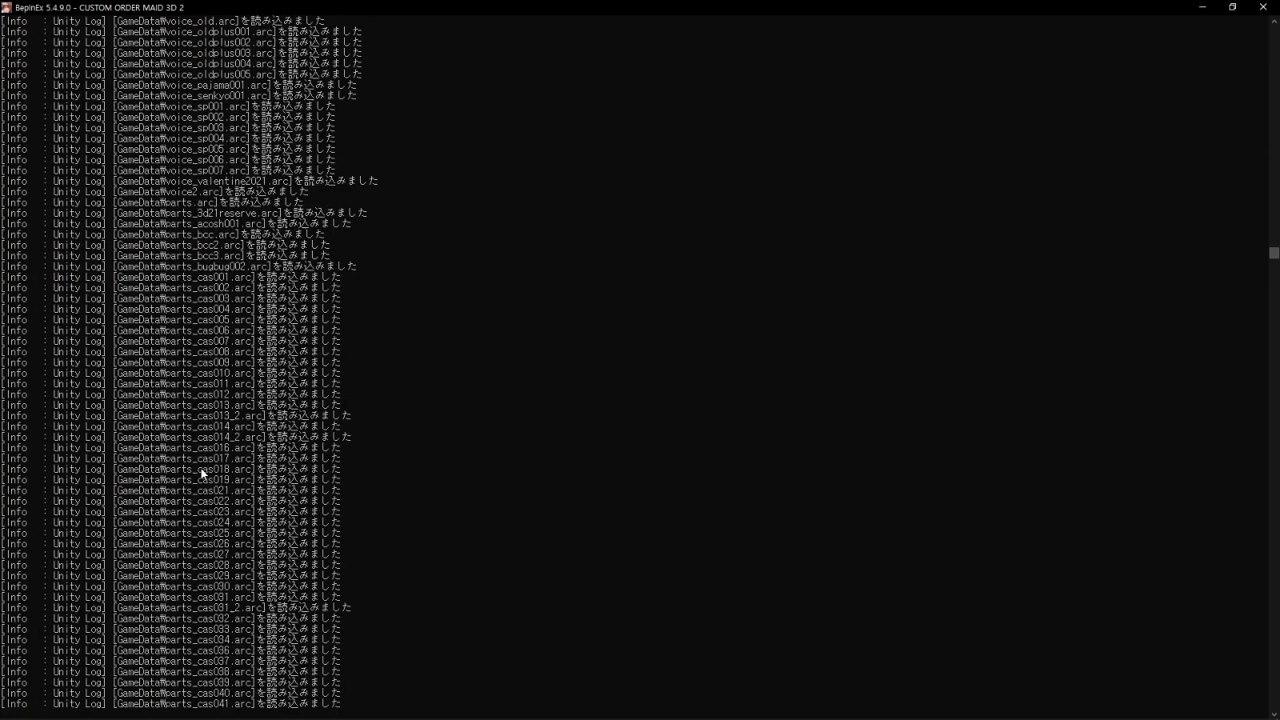 BepInEx 5.4.9.0 - CUSTOM ORDER MAID 3D 2
[Info   : Unity Log] [GameData\voice_old.arc]を読み込みました
[Info   : Unity Log] [GameData\voice_oldplus001.arc]を読み込みました
[Info   : Unity Log] [GameData\voice_oldplus002.arc]を読み込みました
[Info   : Unity Log] [GameData\voice_oldplus003.arc]を読み込みました
[Info   : Unity Log] [GameData\voice_oldplus004.arc]を読み込みました
[Info   : Unity Log] [GameData\voice_oldplus005.arc]を読み込みました
[Info   : Unity Log] [GameData\voice_pajama001.arc]を読み込みました
[Info   : Unity Log] [GameData\voice_senkyo001.arc]を読み込みました
[Info   : Unity Log] [GameData\voice_sp001.arc]を読み込みました
[Info   : Unity Log] [GameData\voice_sp002.arc]を読み込みました
[Info   : Unity Log] [GameData\voice_sp003.arc]を読み込みました
[Info   : Unity Log] [GameData\voice_sp004.arc]を読み込みました
[Info   : Unity Log] [GameData\voice_sp005.arc]を読み込みました
[Info   : Unity Log] [GameData\voice_sp006.arc]を読み込みました
[Info   : Unity Log] [GameData\voice_sp007.arc]を読み込みました
[Info   : Unity Log] [GameData\voice_valentine2021.arc]を読み込みました
[Info   : Unity Log] [GameData\voice2.arc]を読み込みました
[Info   : Unity Log] [GameData\parts.arc]を読み込みました
[Info   : Unity Log] [GameData\parts_3d21reserve.arc]を読み込みました
[Info   : Unity Log] [GameData\parts_acosh001.arc]を読み込みました
[Info   : Unity Log] [GameData\parts_bcc.arc]を読み込みました
[Info   : Unity Log] [GameData\parts_bcc2.arc]を読み込みました
[Info   : Unity Log] [GameData\parts_bcc3.arc]を読み込みました
[Info   : Unity Log] [GameData\parts_bugbug002.arc]を読み込みました
[Info   : Unity Log] [GameData\parts_cas001.arc]を読み込みました
[Info   : Unity Log] [GameData\parts_cas002.arc]を読み込みました
[Info   : Unity Log] [GameData\parts_cas003.arc]を読み込みました
[Info   : Unity Log] [GameData\parts_cas004.arc]を読み込みました
[Info   : Unity Log] [GameData\parts_cas005.arc]を読み込みました
[Info   : Unity Log] [GameData\parts_cas006.arc]を読み込みました
[Info   : Unity Log] [GameData\parts_cas007.arc]を読み込みました
[Info   : Unity Log] [GameData\parts_cas008.arc]を読み込みました
[Info   : Unity Log] [GameData\parts_cas009.arc]を読み込みました
[Info   : Unity Log] [GameData\parts_cas010.arc]を読み込みました
[Info   : Unity Log] [GameData\parts_cas011.arc]を読み込みました
[Info   : Unity Log] [GameData\parts_cas012.arc]を読み込みました
[Info   : Unity Log] [GameData\parts_cas013.arc]を読み込みました
[Info   : Unity Log] [GameData\parts_cas013_2.arc]を読み込みました
[Info   : Unity Log] [GameData\parts_cas014.arc]を読み込みました
[Info   : Unity Log] [GameData\parts_cas014_2.arc]を読み込みました
[Info   : Unity Log] [GameData\parts_cas016.arc]を読み込みました
[Info   : Unity Log] [GameData\parts_cas017.arc]を読み込みました
[Info   : Unity Log] [GameData\parts_cas018.arc]を読み込みました
[Info   : Unity Log] [GameData\parts_cas019.arc]を読み込みました
[Info   : Unity Log] [GameData\parts_cas021.arc]を読み込みました
[Info   : Unity Log] [GameData\parts_cas022.arc]を読み込みました
[Info   : Unity Log] [GameData\parts_cas023.arc]を読み込みました
[Info   : Unity Log] [GameData\parts_cas024.arc]を読み込みました
[Info   : Unity Log] [GameData\parts_cas025.arc]を読み込みました
[Info   : Unity Log] [GameData\parts_cas026.arc]を読み込みました
[Info   : Unity Log] [GameData\parts_cas027.arc]を読み込みました
[Info   : Unity Log] [GameData\parts_cas028.arc]を読み込みました
[Info   : Unity Log] [GameData\parts_cas029.arc]を読み込みました
[Info   : Unity Log] [GameData\parts_cas030.arc]を読み込みました
[Info   : Unity Log] [GameData\parts_cas031.arc]を読み込みました
[Info   : Unity Log] [GameData\parts_cas031_2.arc]を読み込みました
[Info   : Unity Log] [GameData\parts_cas032.arc]を読み込みました
[Info   : Unity Log] [GameData\parts_cas033.arc]を読み込みました
[Info   : Unity Log] [GameData\parts_cas034.arc]を読み込みました
[Info   : Unity Log] [GameData\parts_cas036.arc]を読み込みました
[Info   : Unity Log] [GameData\parts_cas037.arc]を読み込みました
[Info   : Unity Log] [GameData\parts_cas038.arc]を読み込みました
[Info   : Unity Log] [GameData\parts_cas039.arc]を読み込みました
[Info   : Unity Log] [GameData\parts_cas040.arc]を読み込みました
[Info   : Unity Log] [GameData\parts_cas041.arc]を読み込みました